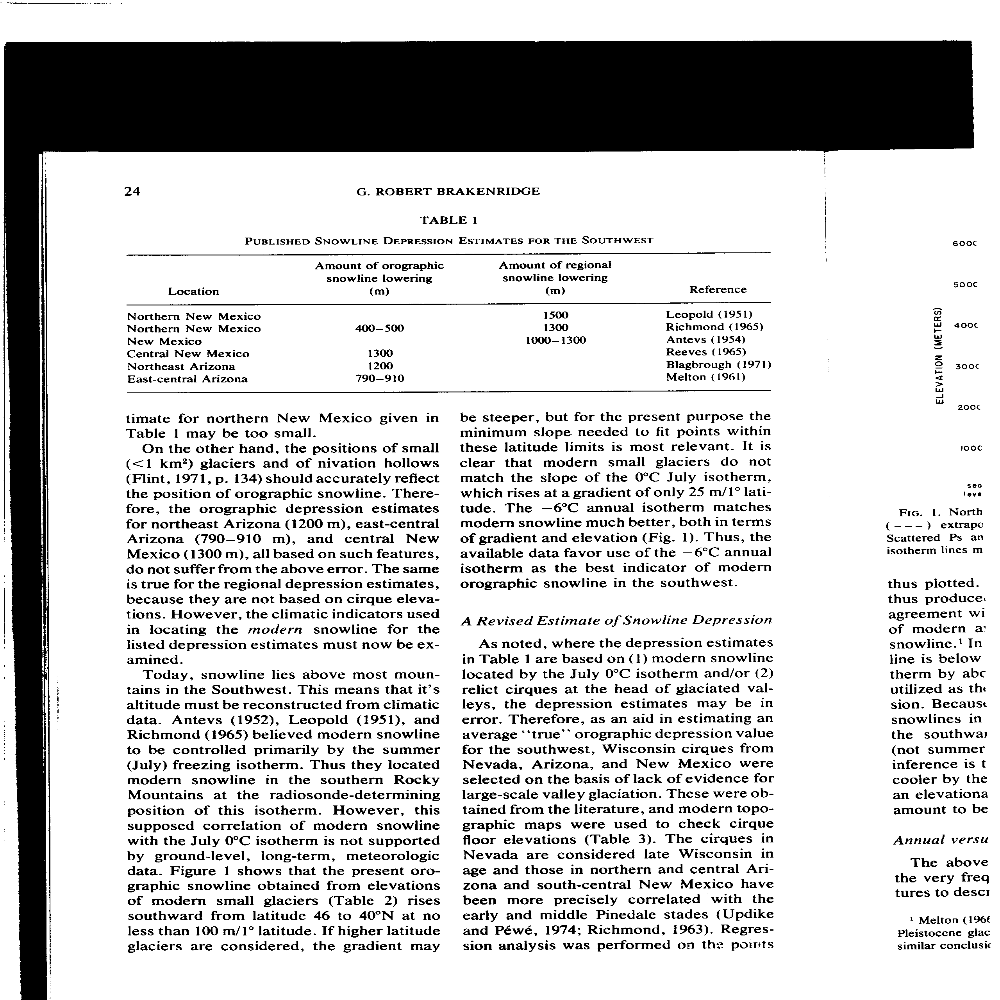 24
G. ROBERT BRAKENRIDGE
TABLE 1
PUBLISHED SNOWLINE DEPRESSION ESTIMATES FOR THE SOUTHWEST
Location Amount of orographic snowline lowering (m) Amount of regional snowline lowering (m) Reference
Northern New Mexico 1500 Leopold (1951)
Northern New Mexico 400–500 1300 Richmond (1965)
New Mexico 1000–1300 Antevs (1954)
Central New Mexico 1300 Reeves (1965)
Northeast Arizona 1200 Blagbrough (1971)
East-central Arizona 790–910 Melton (1961)
timate for northern New Mexico given in
Table 1 may be too small.
On the other hand, the positions of small
(<1 km²) glaciers and of nivation hollows
(Flint, 1971, p. 134) should accurately reflect
the position of orographic snowline. There-
fore, the orographic depression estimates
for northeast Arizona (1200 m), east-central
Arizona (790–910 m), and central New
Mexico (1300 m), all based on such features,
do not suffer from the above error. The same
is true for the regional depression estimates,
because they are not based on cirque eleva-
tions. However, the climatic indicators used
in locating the modern snowline for the
listed depression estimates must now be ex-
amined.
Today, snowline lies above most moun-
tains in the Southwest. This means that it's
altitude must be reconstructed from climatic
data. Antevs (1952), Leopold (1951), and
Richmond (1965) believed modern snowline
to be controlled primarily by the summer
(July) freezing isotherm. Thus they located
modern snowline in the southern Rocky
Mountains at the radiosonde-determining
position of this isotherm. However, this
supposed correlation of modern snowline
with the July 0°C isotherm is not supported
by ground-level, long-term, meteorologic
data. Figure 1 shows that the present oro-
graphic snowline obtained from elevations
of modern small glaciers (Table 2) rises
southward from latitude 46 to 40°N at no
less than 100 m/1° latitude. If higher latitude
glaciers are considered, the gradient may
be steeper, but for the present purpose the
minimum slope needed to fit points within
these latitude limits is most relevant. It is
clear that modern small glaciers do not
match the slope of the 0°C July isotherm,
which rises at a gradient of only 25 m/1° lati-
tude. The −6°C annual isotherm matches
modern snowline much better, both in terms
of gradient and elevation (Fig. 1). Thus, the
available data favor use of the −6°C annual
isotherm as the best indicator of modern
orographic snowline in the southwest.
A Revised Estimate of Snowline Depression
As noted, where the depression estimates
in Table 1 are based on (1) modern snowline
located by the July 0°C isotherm and/or (2)
relict cirques at the head of glaciated val-
leys, the depression estimates may be in
error. Therefore, as an aid in estimating an
average "true" orographic depression value
for the southwest, Wisconsin cirques from
Nevada, Arizona, and New Mexico were
selected on the basis of lack of evidence for
large-scale valley glaciation. These were ob-
tained from the literature, and modern topo-
graphic maps were used to check cirque
floor elevations (Table 3). The cirques in
Nevada are considered late Wisconsin in
age and those in northern and central Ari-
zona and south-central New Mexico have
been more precisely correlated with the
early and middle Pinedale stades (Updike
and Péwé, 1974; Richmond, 1963). Regres-
sion analysis was performed on the points
ELEVATION (METERS)
FIG. 1. North
(– – –) extrapo
Scattered Ps an
isotherm lines m
thus plotted.
thus produce
agreement wi
of modern a
snowline.¹ In
line is below
therm by abc
utilized as the
sion. Because
snowlines in
the southwa
(not summer
inference is t
cooler by the
an elevationa
amount to be
Annual versu
The above
the very freq
tures to descr
¹ Melton (196
Pleistocene glac
similar conclusi